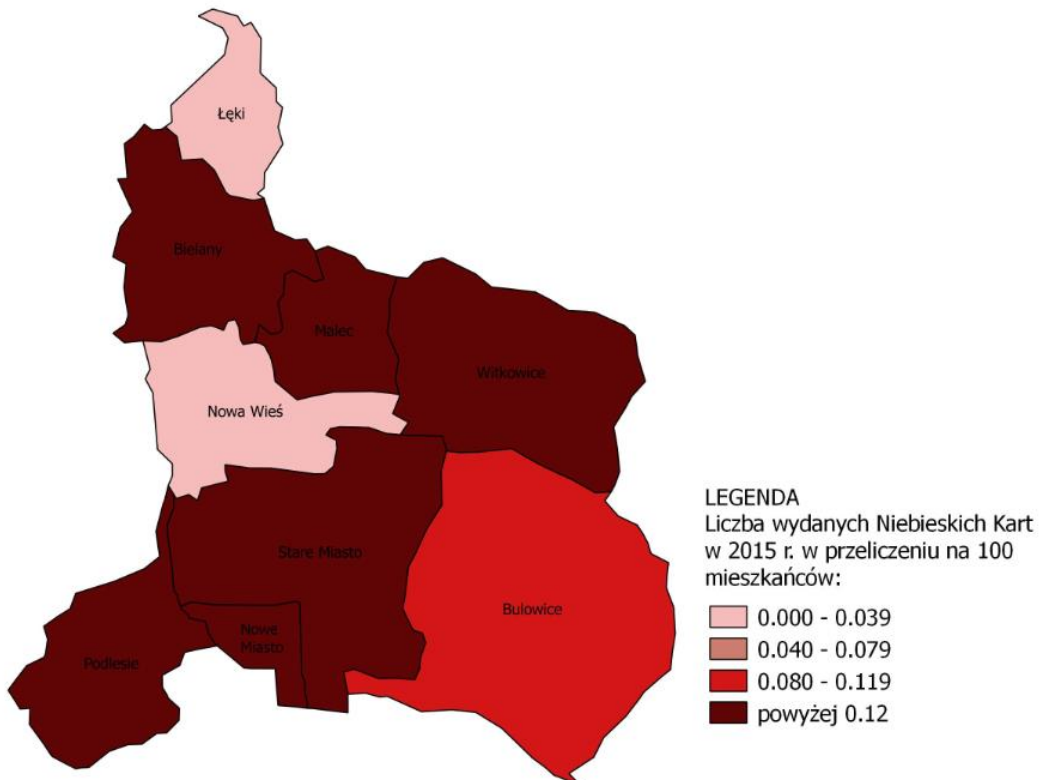 Łęki
Bielany
Malec
Witkowice
Nowa Wieś
Stare Miasto
Bulowice
Nowe
Miasto
Podlesie
LEGENDA
Liczba wydanych Niebieskich Kart
w 2015 r. w przeliczeniu na 100
mieszkańców:
0.000 - 0.039
0.040 - 0.079
0.080 - 0.119
powyżej 0.12